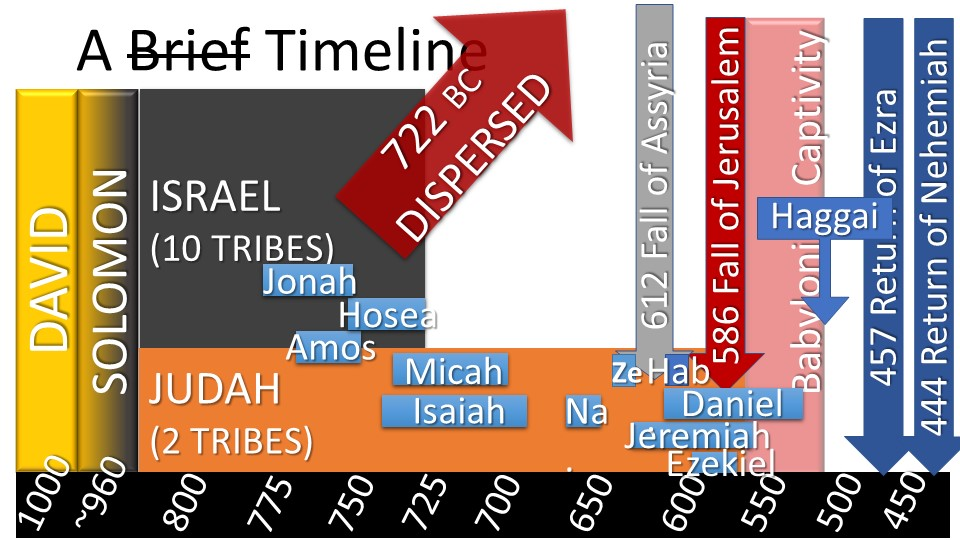 A Brief Timeline
722 BC
DISPERSED
DAVID
SOLOMON
ISRAEL
(10 TRIBES)
Jonah
Hosea
Amos
JUDAH
(2 TRIBES)
Micah
Isaiah
Na
Ze
Hab
Daniel
Jeremiah
Ezekiel
612 Fall of Assyria
586 Fall of Jerusalem
Captivity
Haggai
457 Retu of Ezra
444 Return of Nehemiah
1000
~960
800
775
750
725
700
650
600
550
500
450